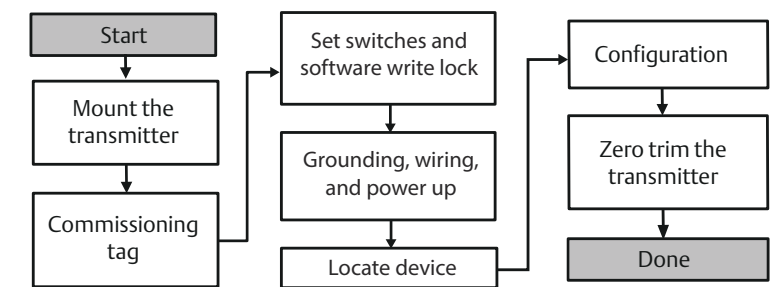 Start
Mount the
transmitter
Commissioning
tag
Set switches and
software write lock
Grounding, wiring,
and power up
Locate device
Configuration
Zero trim the
transmitter
Done